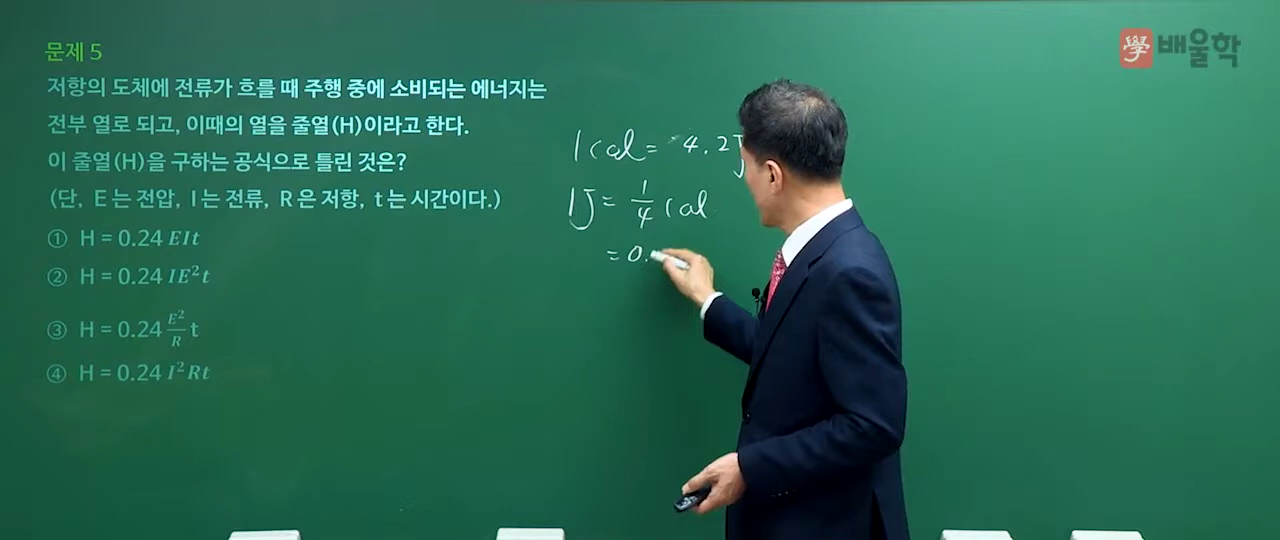 문제 5
저항의 도체에 전류가 흐를 때 주행 중에 소비되는 에너지는
전부 열로 되고, 이때의 열을 줄열(H)이라고 한다.
이 줄열(H)을 구하는 공식으로 틀린 것은?
(단, E 는 전압, I 는 전류, R 은 저항, t 는 시간이다.)
① H = 0.24 EIt
② H = 0.24 IE²t
③ H = 0.24 E²/R t
④ H = 0.24 I²Rt
1cal = 4.2J
1J = 1/4 cal
= 0.
學 배울학